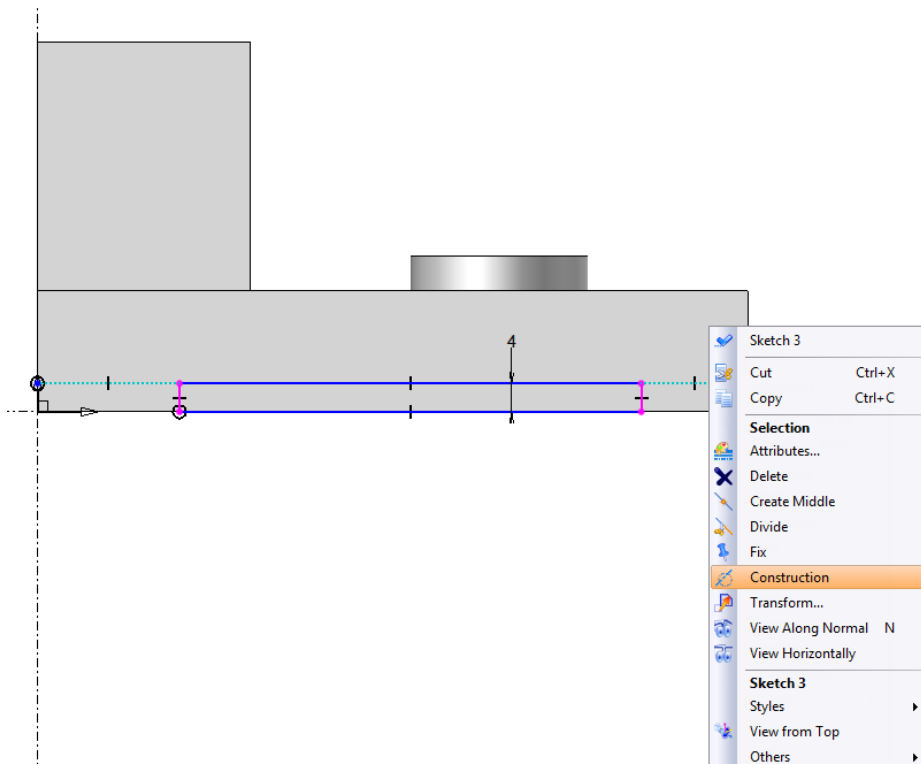 4
Sketch 3
Cut Ctrl+X
Copy Ctrl+C
Selection
Attributes...
Delete
Create Middle
Divide
Fix
Construction
Transform...
View Along Normal N
View Horizontally
Sketch 3
Styles
View from Top
Others